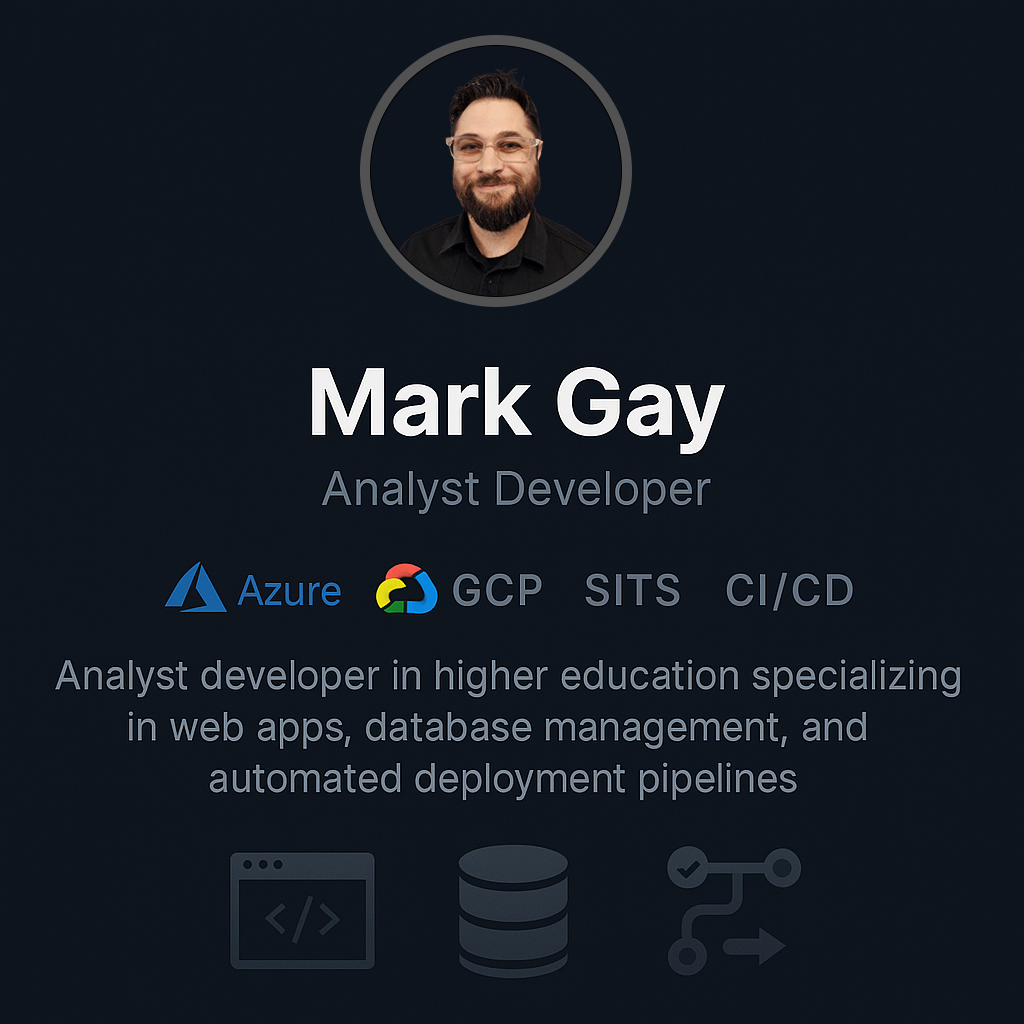 Mark Gay
Analyst Developer
Azure GCP SITS CI/CD
Analyst developer in higher education specializing
in web apps, database management, and
automated deployment pipelines
</>